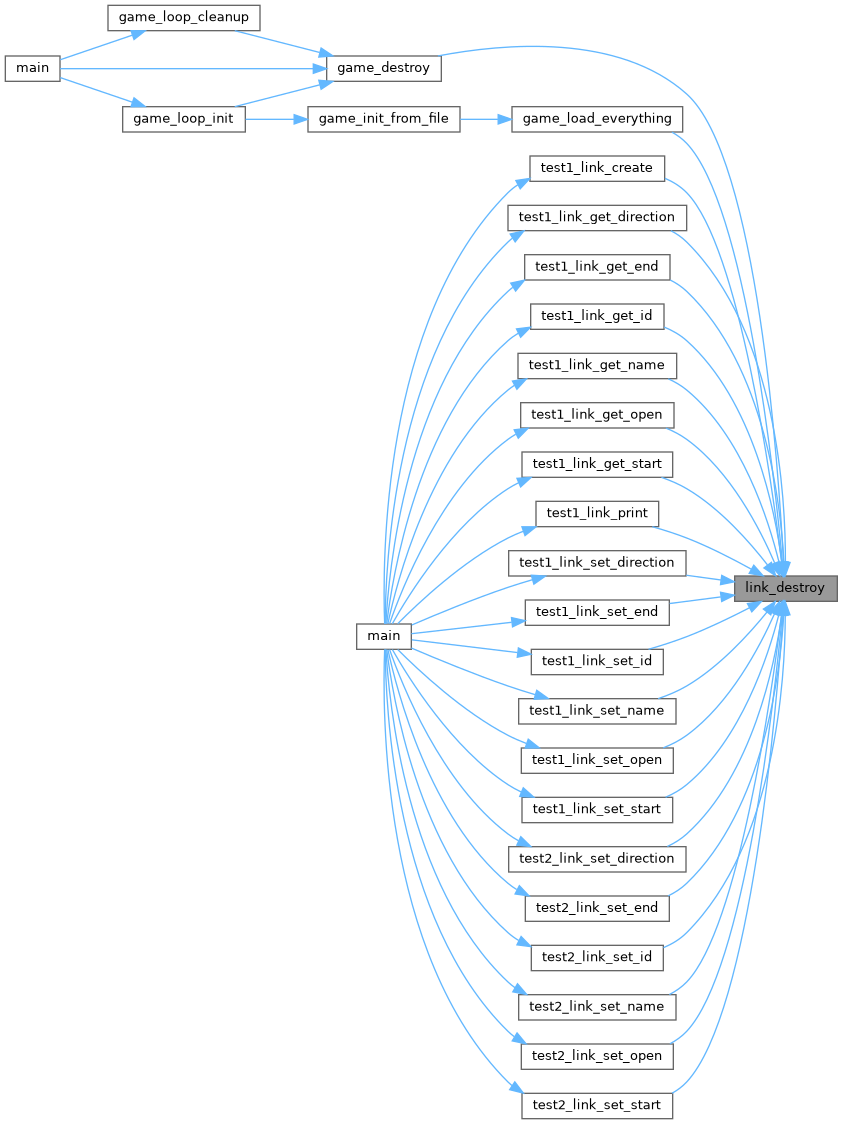 game_loop_cleanup
main
game_destroy
game_loop_init
game_init_from_file
game_load_everything
test1_link_create
test1_link_get_direction
test1_link_get_end
test1_link_get_id
test1_link_get_name
test1_link_get_open
test1_link_get_start
test1_link_print
test1_link_set_direction
link_destroy
test1_link_set_end
main
test1_link_set_id
test1_link_set_name
test1_link_set_open
test1_link_set_start
test2_link_set_direction
test2_link_set_end
test2_link_set_id
test2_link_set_name
test2_link_set_open
test2_link_set_start